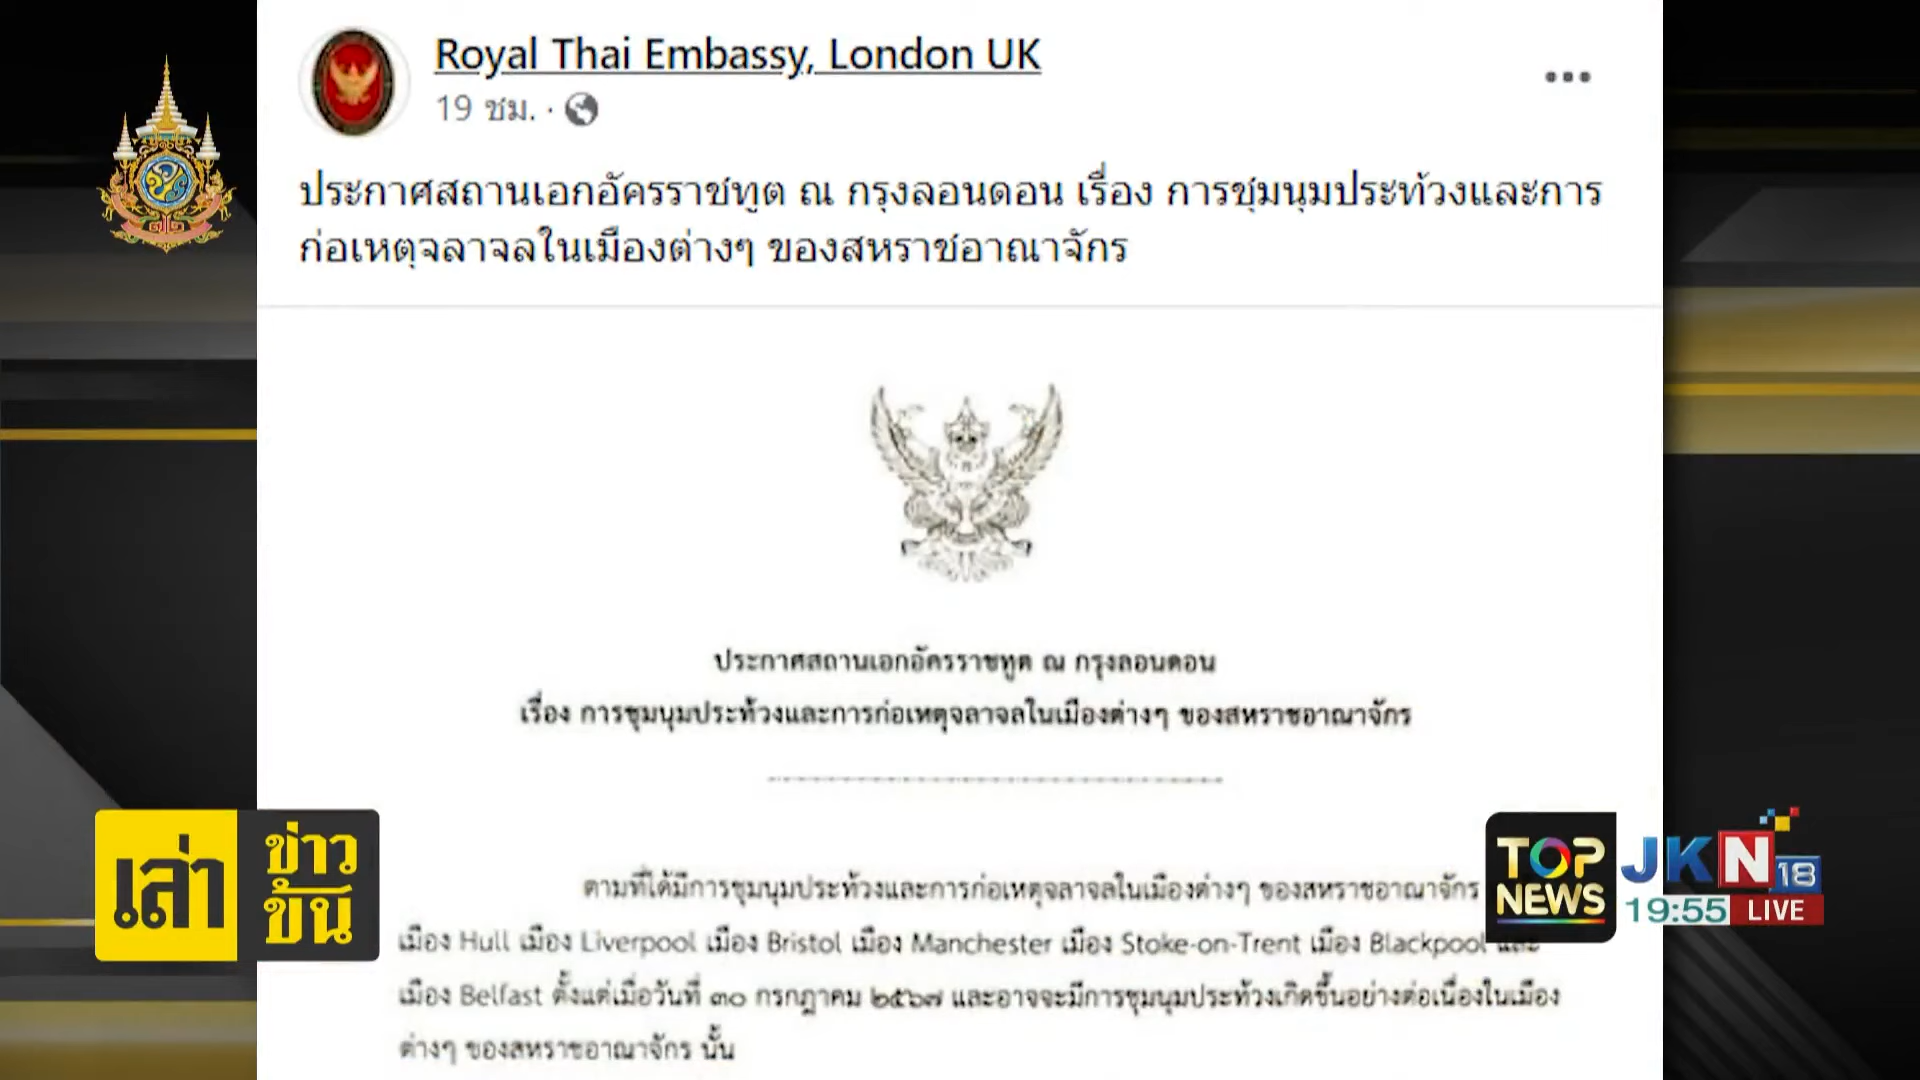 Royal Thai Embassy, London UK
19 ชม. ·
ประกาศสถานเอกอัครราชทูต ณ กรุงลอนดอน เรื่อง การชุมนุมประท้วงและการ
ก่อเหตุจลาจลในเมืองต่างๆ ของสหราชอาณาจักร
ประกาศสถานเอกอัครราชทูต ณ กรุงลอนดอน
เรื่อง การชุมนุมประท้วงและการก่อเหตุจลาจลในเมืองต่างๆ ของสหราชอาณาจักร
ตามที่ได้มีการชุมนุมประท้วงและการก่อเหตุจลาจลในเมืองต่างๆ ของสหราชอาณาจักร
เมือง Hull เมือง Liverpool เมือง Bristol เมือง Manchester เมือง Stoke-on-Trent เมือง Blackpool และ
เมือง Belfast ตั้งแต่เมื่อวันที่ ๓๐ กรกฎาคม ๒๕๖๗ และอาจจะมีการชุมนุมประท้วงเกิดขึ้นอย่างต่อเนื่องในเมือง
ต่างๆ ของสหราชอาณาจักร นั้น
เล่า
ข่าว
ข้น
TOP
NEWS
JKN18
19:55 LIVE